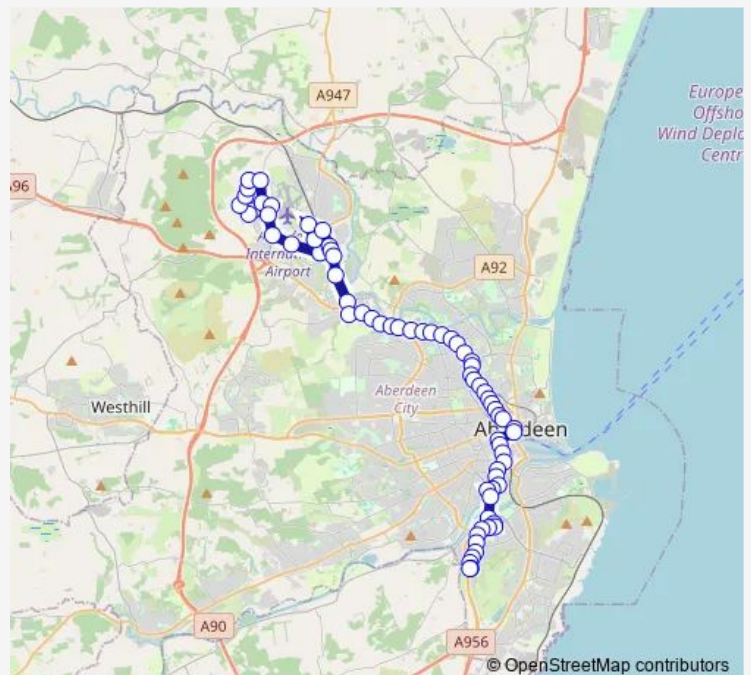 A947
Europe
Offsho
Wind Deplo
Centr
A96
Internat
Airport
A92
Westhill
Aberdeen
City
Aberdeen
A90
A956
© OpenStreetMap contributors